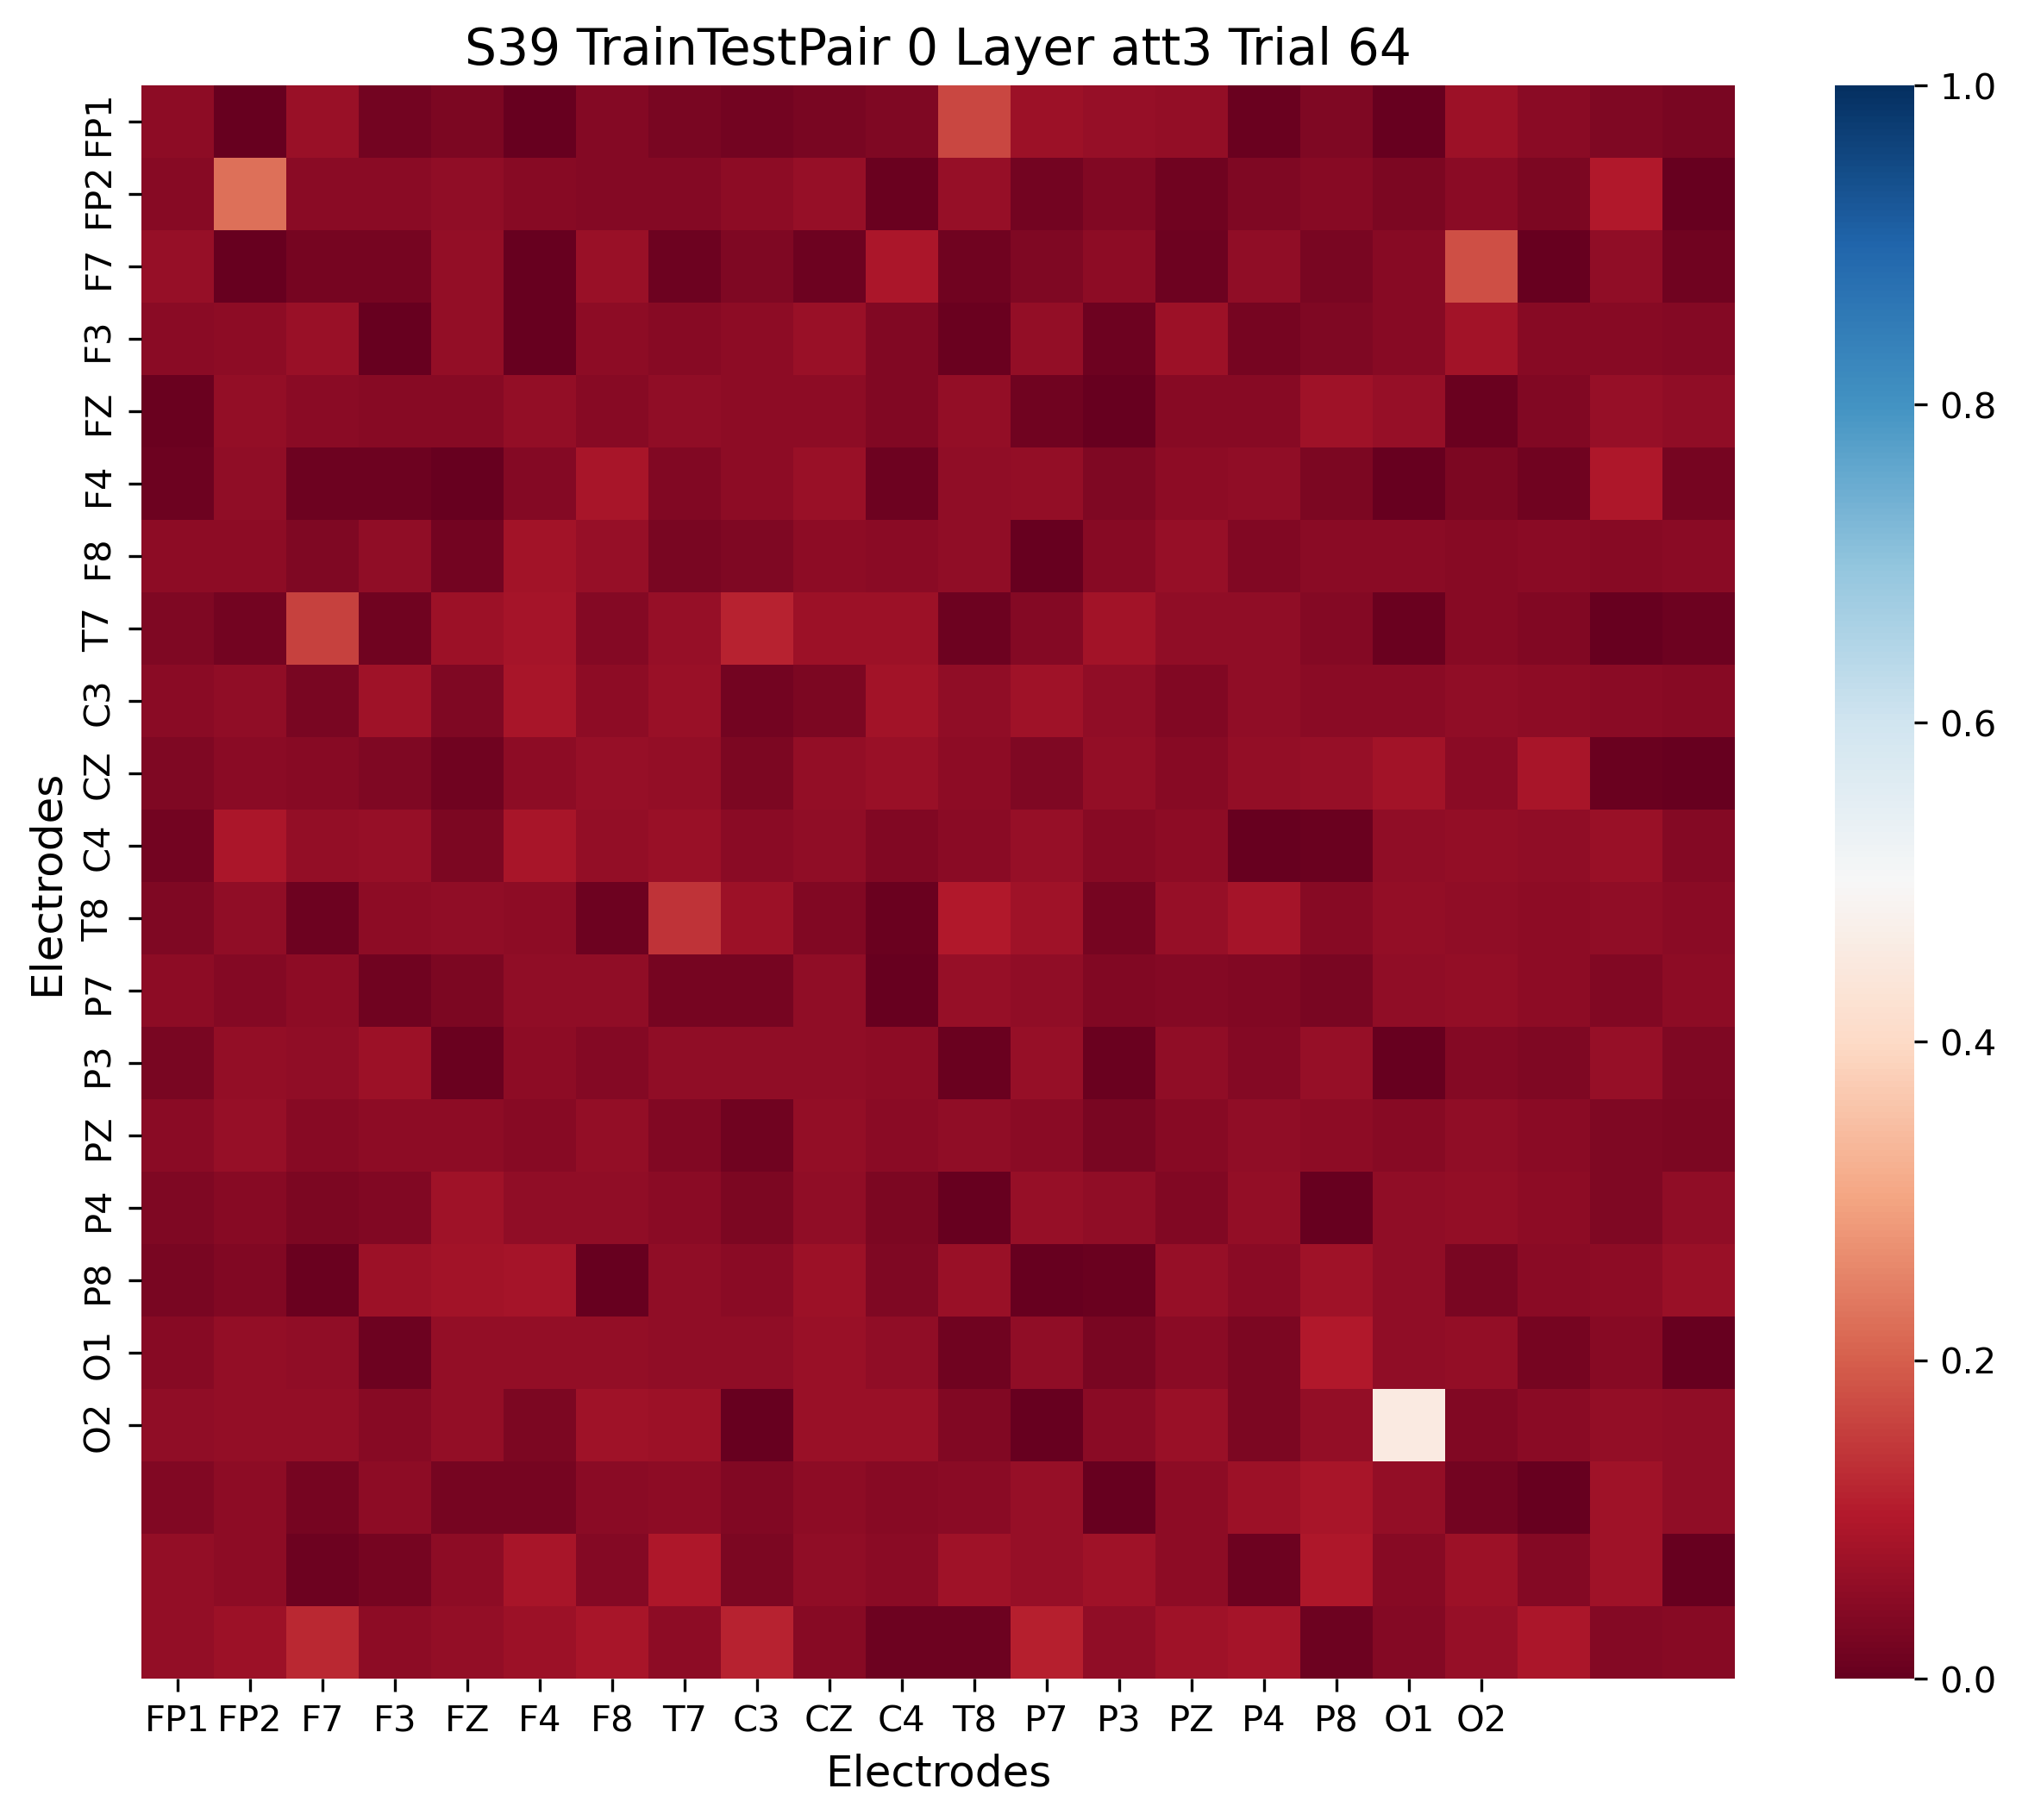 S39 TrainTestPair 0 Layer att3 Trial 64
Electrodes
FP1
FP2
F7
F3
FZ
F4
F8
T7
C3
CZ
C4
T8
P7
P3
PZ
P4
P8
O1
O2
FP1 FP2 F7 F3 FZ F4 F8 T7 C3 CZ C4 T8 P7 P3 PZ P4 P8 O1 O2
Electrodes
1.0
0.8
0.6
0.4
0.2
0.0